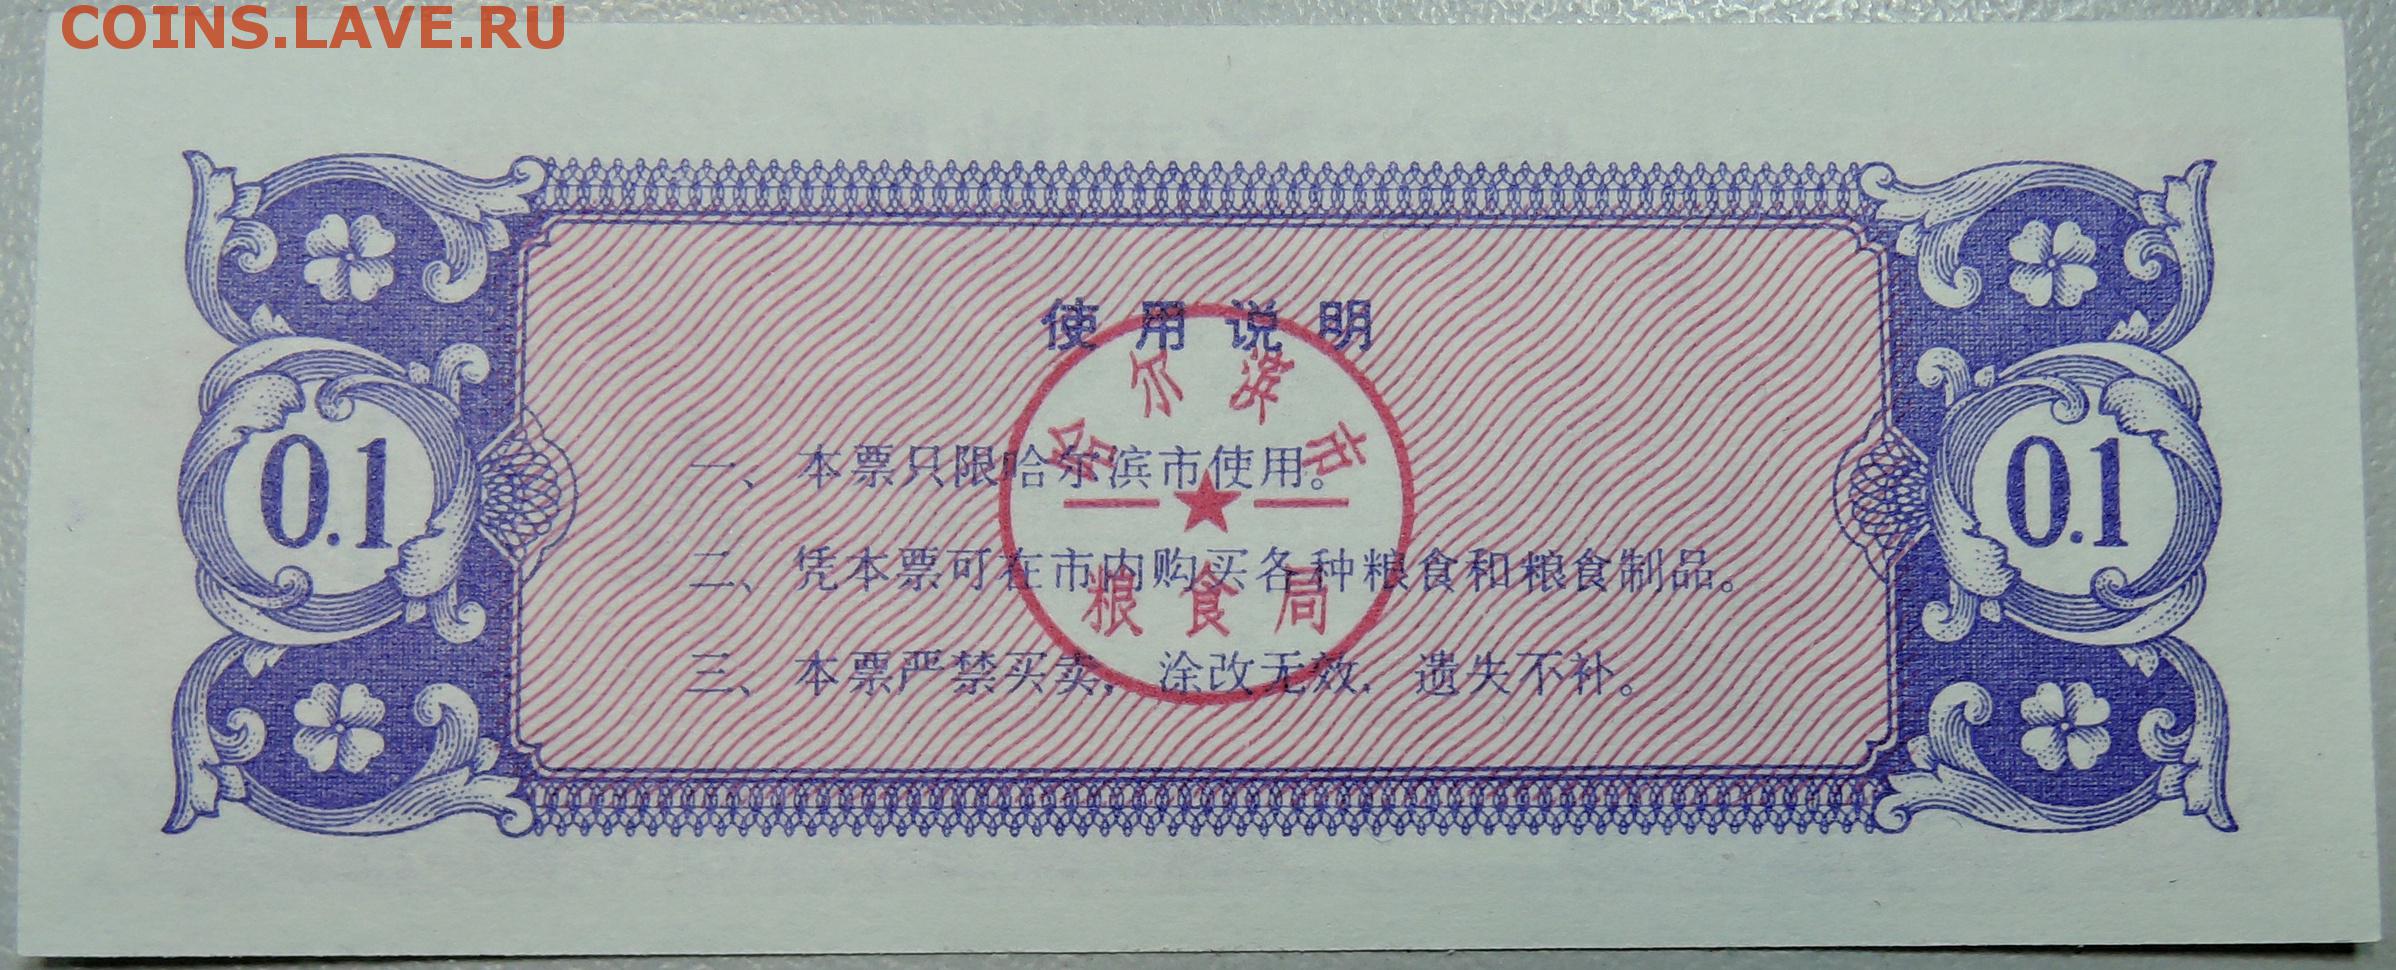 COINS.LAVE.RU
使用说明
哈尔滨市
一、本票只限哈尔滨市使用。
0.1
0.1
二、凭本票可在市内购买各种粮食和粮食制品。
粮食局
三、本票严禁买卖，涂改无效，遗失不补。